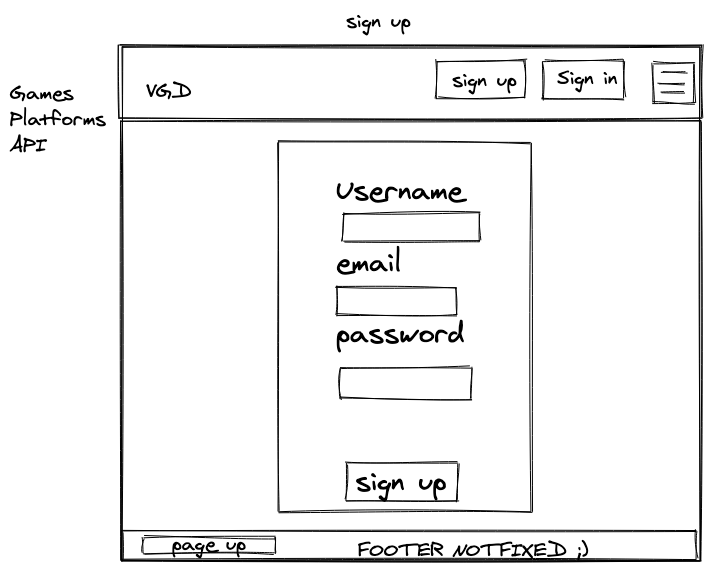 sign up
VGD
sign up
Sign in
Games
Platforms
API
Username
email
password
sign up
page up
FOOTER NOTFIXED ;)